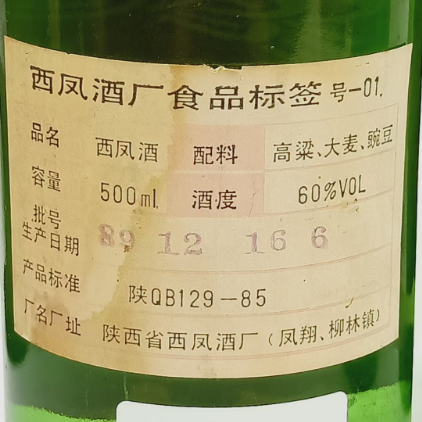 西凤酒厂食品标签号-01.
品名 西凤酒 配料 高粱、大麦、豌豆
容量 500ml 酒度 60%VOL
批号
生产日期 89 12 16 6
产品标准 陕QB129-85
厂名厂址 陕西省西凤酒厂(凤翔、柳林镇)